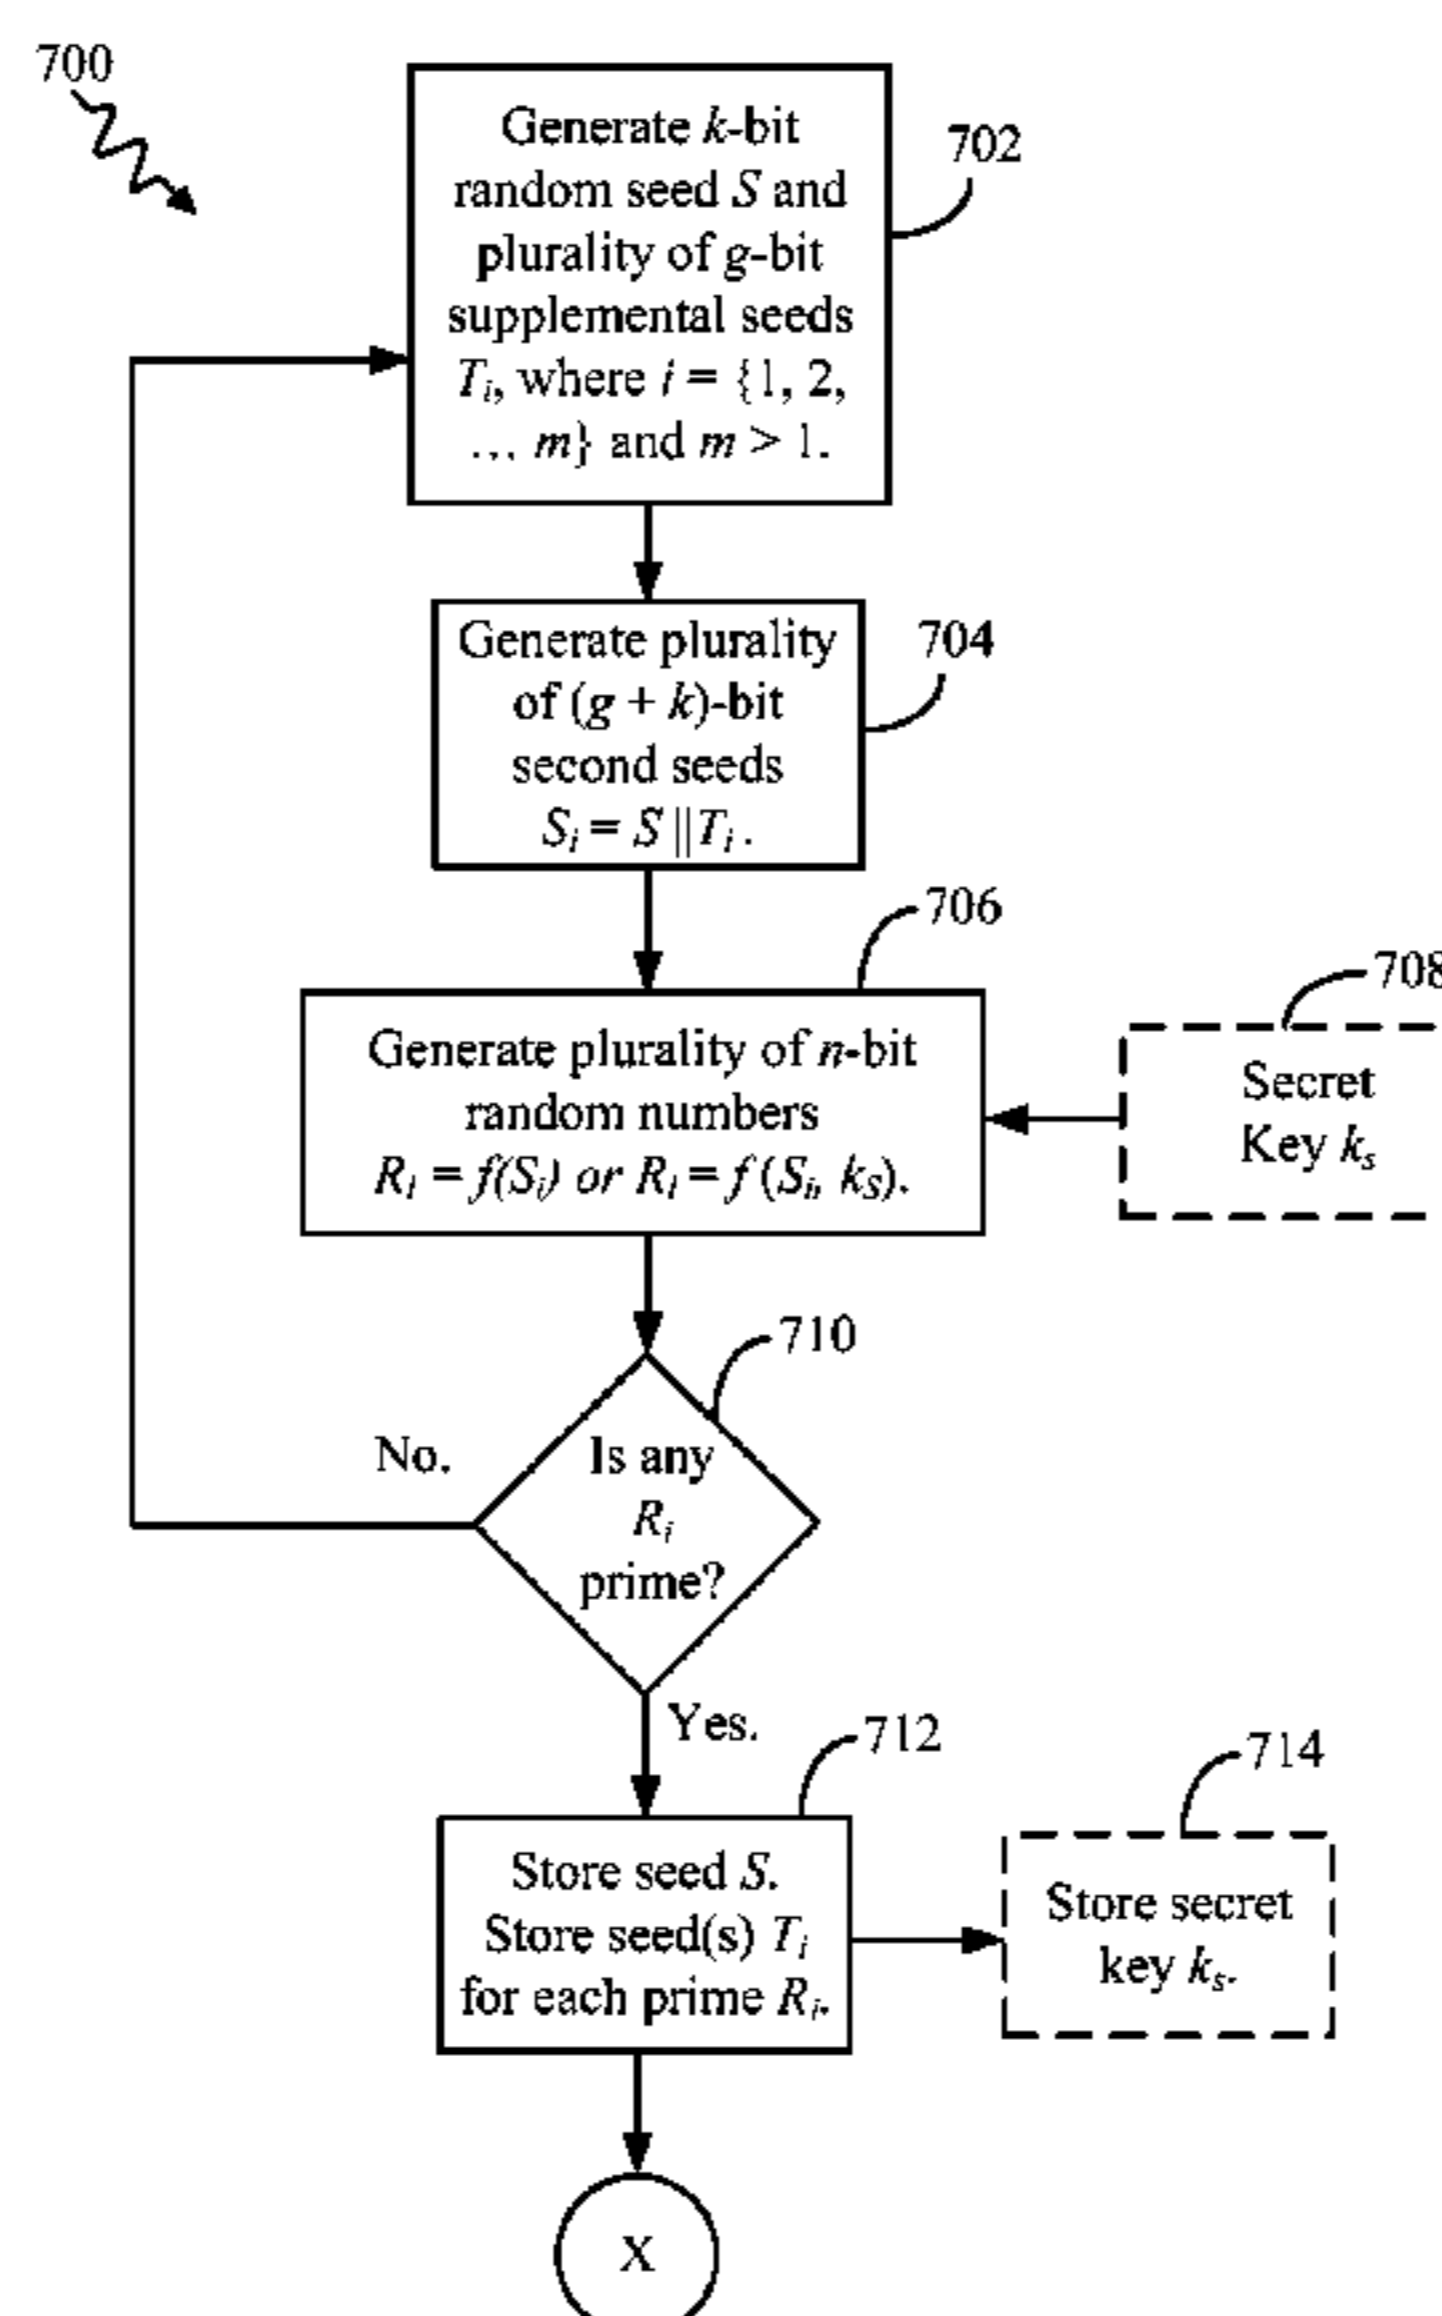 700
Generate k-bit
random seed S and
plurality of g-bit
supplemental seeds
Tᵢ, where i = {1, 2,
… m} and m > 1.
702
Generate plurality
of (g + k)-bit
second seeds
Sᵢ = S || Tᵢ.
704
706
Generate plurality of n-bit
random numbers
Rᵢ = f(Sᵢ) or Rᵢ = f (Sᵢ, k_S).
708
Secret
Key kₛ
710
Is any
Rᵢ
prime?
No.
Yes.
712
Store seed S.
Store seed(s) Tᵢ
for each prime Rᵢ.
714
Store secret
key kₛ.
X